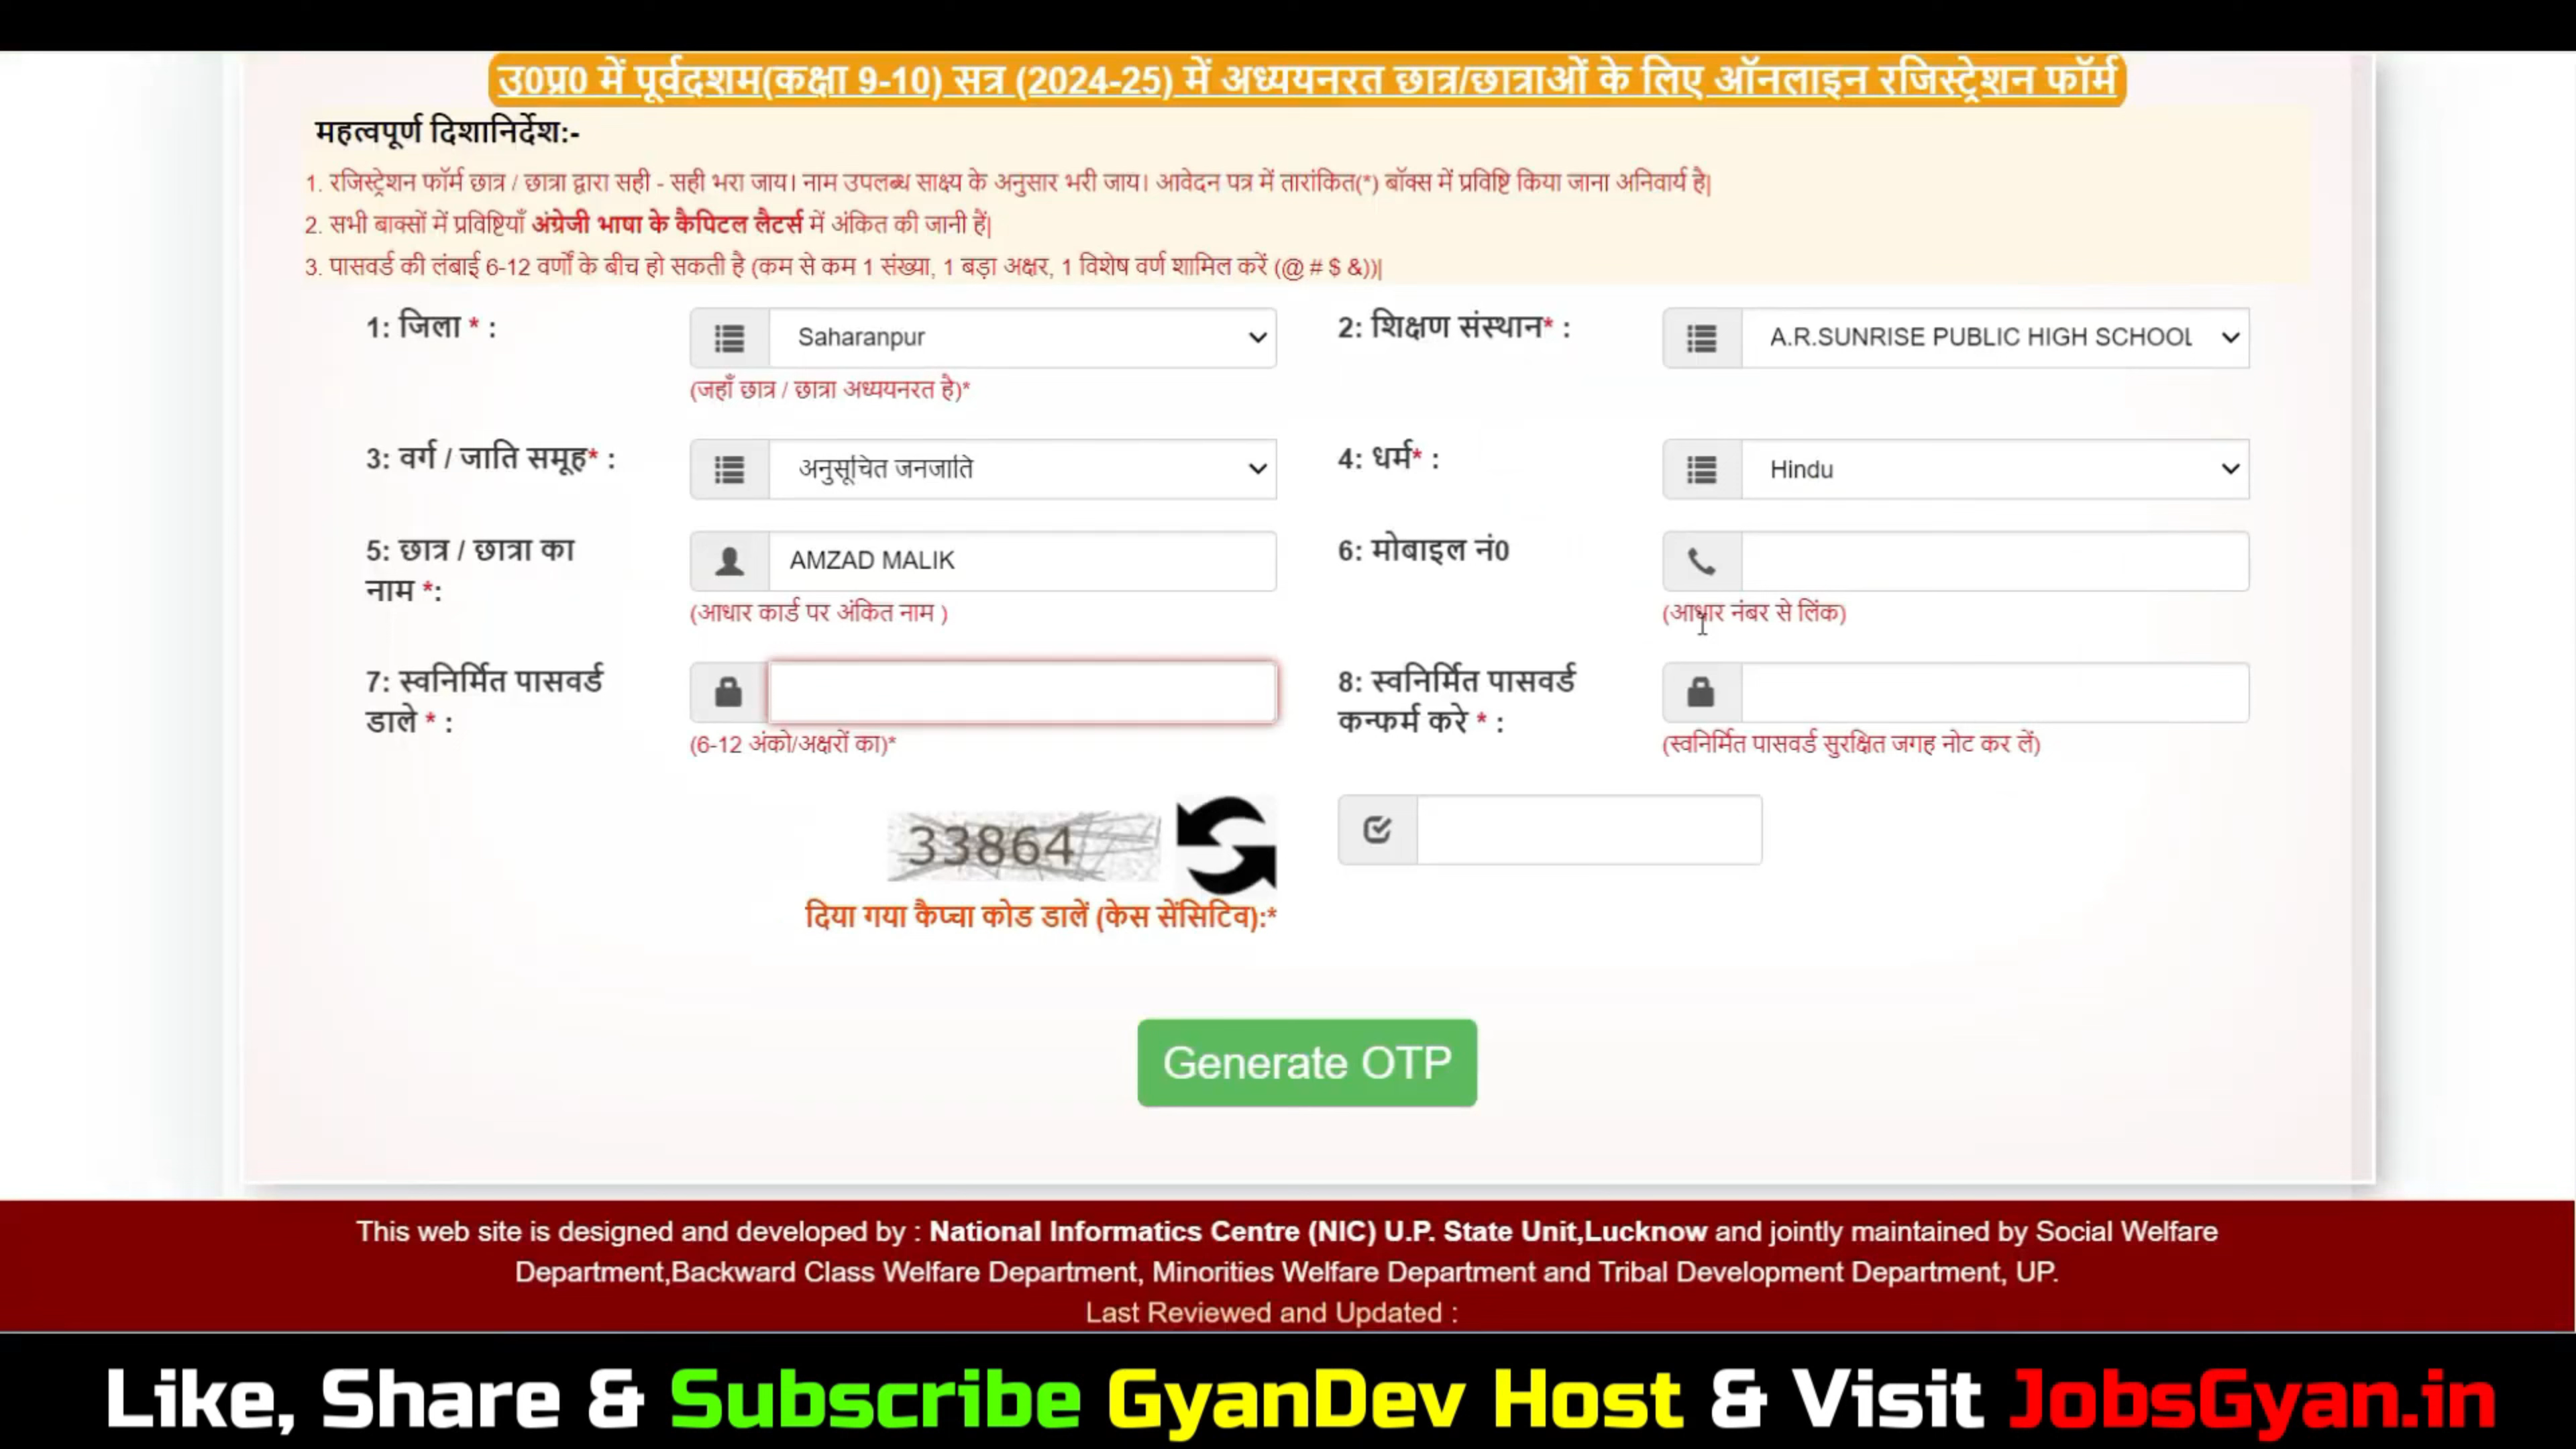 उ0प्र0 में पूर्वदशम(कक्षा 9-10) सत्र (2024-25) में अध्ययनरत छात्र/छात्राओं के लिए ऑनलाइन रजिस्ट्रेशन फॉर्म
महत्वपूर्ण दिशानिर्देश:-
1. रजिस्ट्रेशन फॉर्म छात्र / छात्रा द्वारा सही - सही भरा जाय। नाम उपलब्ध साक्ष्य के अनुसार भरी जाय। आवेदन पत्र में तारांकित(*) बॉक्स में प्रविष्टि किया जाना अनिवार्य है|
2. सभी बाक्सों में प्रविष्टियाँ अंग्रेजी भाषा के कैपिटल लैटर्स में अंकित की जानी हैं|
3. पासवर्ड की लंबाई 6-12 वर्णों के बीच हो सकती है (कम से कम 1 संख्या, 1 बड़ा अक्षर, 1 विशेष वर्ण शामिल करें (@ # $ &))|
1: जिला * : Saharanpur 2: शिक्षण संस्थान* : A.R.SUNRISE PUBLIC HIGH SCHOOL
(जहाँ छात्र / छात्रा अध्ययनरत है)*
3: वर्ग / जाति समूह* : अनुसूचित जनजाति 4: धर्म* : Hindu
5: छात्र / छात्रा का AMZAD MALIK 6: मोबाइल नं0
नाम *: (आधार कार्ड पर अंकित नाम ) (आधार नंबर से लिंक)
7: स्वनिर्मित पासवर्ड 8: स्वनिर्मित पासवर्ड
डाले * : कन्फर्म करे * :
(6-12 अंको/अक्षरों का)* (स्वनिर्मित पासवर्ड सुरक्षित जगह नोट कर लें)
33864
दिया गया कैप्चा कोड डालें (केस सेंसिटिव):*
Generate OTP
This web site is designed and developed by : National Informatics Centre (NIC) U.P. State Unit,Lucknow and jointly maintained by Social Welfare
Department,Backward Class Welfare Department, Minorities Welfare Department and Tribal Development Department, UP.
Last Reviewed and Updated :
Like, Share & Subscribe GyanDev Host & Visit JobsGyan.in